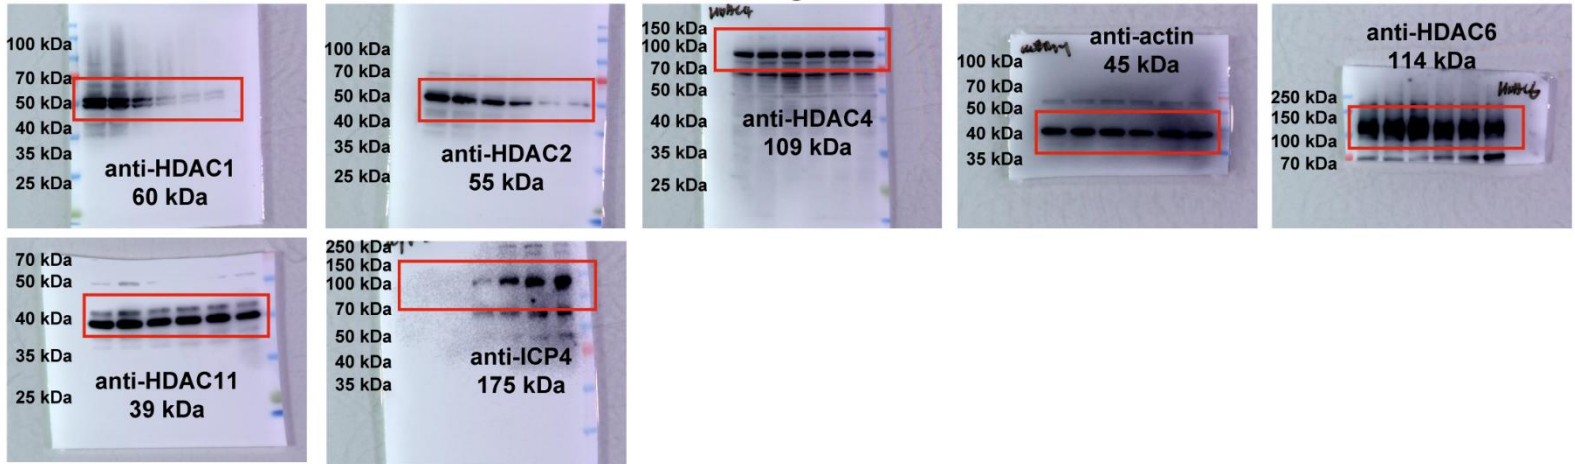 100 kDa
70 kDa
50 kDa
40 kDa
35 kDa
25 kDa
anti-HDAC1
60 kDa
100 kDa
70 kDa
50 kDa
40 kDa
35 kDa
25 kDa
anti-HDAC2
55 kDa
HDAC4
150 kDa
100 kDa
70 kDa
50 kDa
40 kDa
35 kDa
25 kDa
anti-HDAC4
109 kDa
anti-actin
45 kDa
100 kDa
70 kDa
50 kDa
40 kDa
35 kDa
anti-HDAC6
114 kDa
HDAC6
250 kDa
150 kDa
100 kDa
70 kDa
70 kDa
50 kDa
40 kDa
35 kDa
25 kDa
anti-HDAC11
39 kDa
250 kDa
150 kDa
100 kDa
70 kDa
50 kDa
40 kDa
35 kDa
anti-ICP4
175 kDa